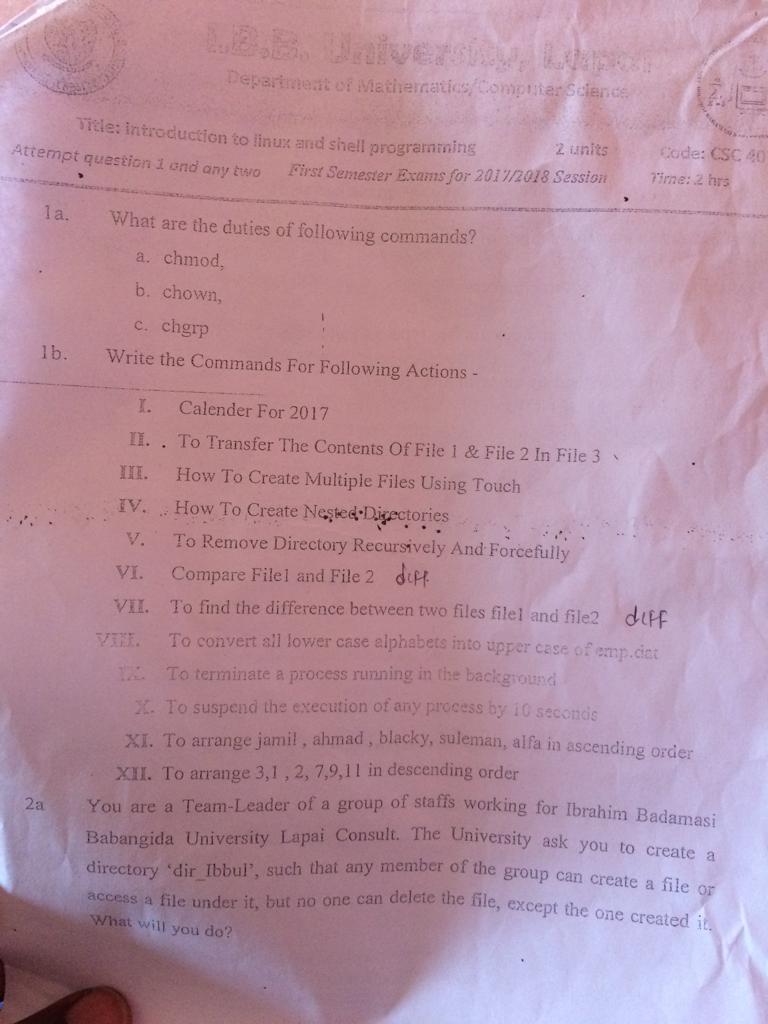 I.B.B. University, Lapai
Department of Mathematics/Computer Science
Title: Introduction to linux and shell programming 2 units Code: CSC 40
Attempt question 1 and any two First Semester Exams for 2017/2018 Session Time: 2 hrs
1a. What are the duties of following commands?
a. chmod,
b. chown,
c. chgrp
1b. Write the Commands For Following Actions -
I. Calender For 2017
II. . To Transfer The Contents Of File 1 & File 2 In File 3
III. How To Create Multiple Files Using Touch
IV. How To Create Nested Directories
V. To Remove Directory Recursively And Forcefully
VI. Compare File1 and File 2 diff
VII. To find the difference between two files file1 and file2 diff
VIII. To convert all lower case alphabets into upper case of emp.dat
IX. To terminate a process running in the background
X. To suspend the execution of any process by 10 seconds
XI. To arrange jamil , ahmad , blacky, suleman, alfa in ascending order
XII. To arrange 3,1 , 2, 7,9,11 in descending order
2a You are a Team-Leader of a group of staffs working for Ibrahim Badamasi
Babangida University Lapai Consult. The University ask you to create a
directory ‘dir_Ibbul’, such that any member of the group can create a file or
access a file under it, but no one can delete the file, except the one created it.
What will you do?